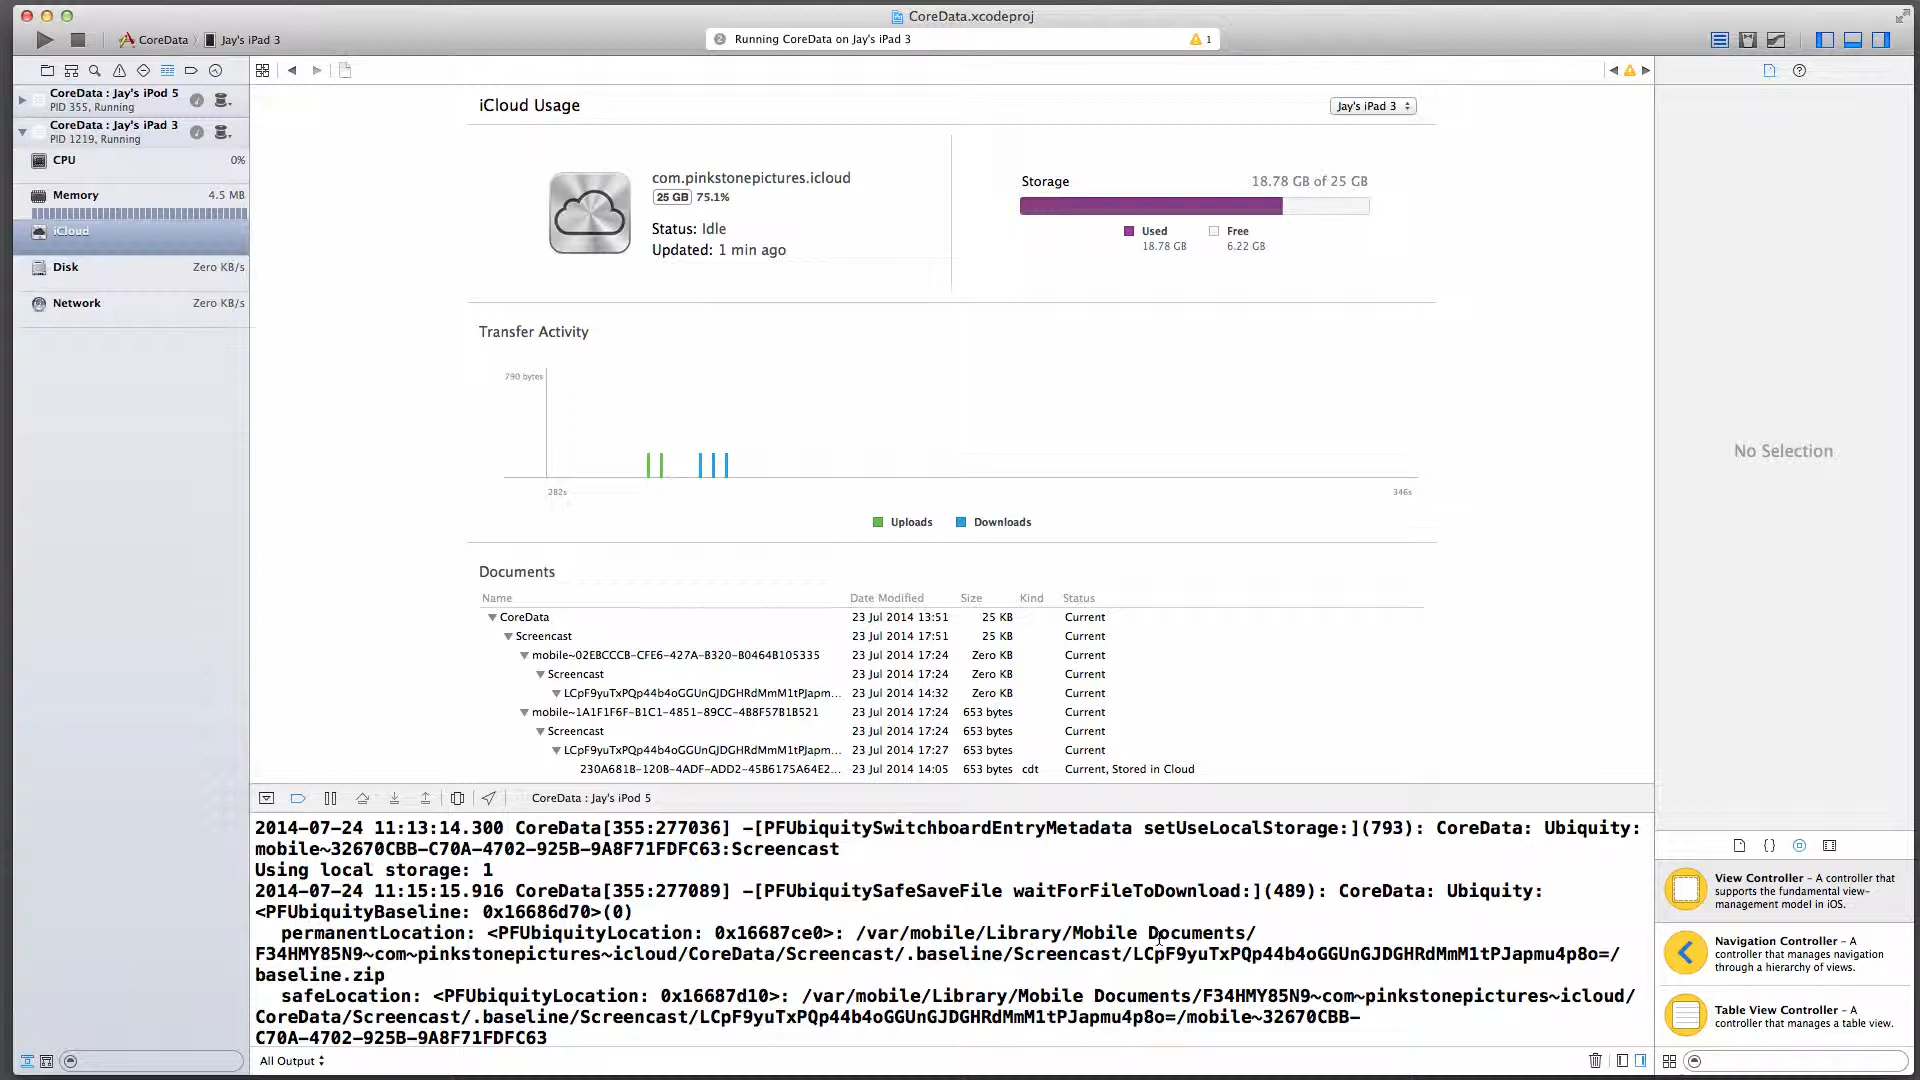 CoreData.xcodeproj
CoreData
Jay's iPad 3
2 Running CoreData on Jay's iPad 3
1
CoreData : Jay's iPod 5
PID 355, Running
CoreData : Jay's iPad 3
PID 1219, Running
CPU 0%
Memory 4.5 MB
iCloud
Disk Zero KB/s
Network Zero KB/s
iCloud Usage
Jay's iPad 3
com.pinkstonepictures.icloud
25 GB 75.1%
Status: Idle
Updated: 1 min ago
Storage 18.78 GB of 25 GB
Used Free
18.78 GB 6.22 GB
Transfer Activity
790 bytes
282s 346s
Uploads Downloads
Documents
Name Date Modified Size Kind Status
CoreData 23 Jul 2014 13:51 25 KB Current
Screencast 23 Jul 2014 17:51 25 KB Current
mobile~02EBCCCB-CFE6-427A-B320-B0464B105335 23 Jul 2014 17:24 Zero KB Current
Screencast 23 Jul 2014 17:24 Zero KB Current
LCpF9yuTxPQp44b4oGGUnGJDGHRdMmM1tPJapm... 23 Jul 2014 14:32 Zero KB Current
mobile~1A1F1F6F-B1C1-4851-89CC-4B8F57B1B521 23 Jul 2014 17:24 653 bytes Current
Screencast 23 Jul 2014 17:24 653 bytes Current
LCpF9yuTxPQp44b4oGGUnGJDGHRdMmM1tPJapm... 23 Jul 2014 17:27 653 bytes Current
230A681B-120B-4ADF-ADD2-45B6175A64E2... 23 Jul 2014 14:05 653 bytes cdt Current, Stored in Cloud
CoreData : Jay's iPod 5
2014-07-24 11:13:14.300 CoreData[355:277036] -[PFUbiquitySwitchboardEntryMetadata setUseLocalStorage:](793): CoreData: Ubiquity:
mobile~32670CBB-C70A-4702-925B-9A8F71FDFC63:Screencast
Using local storage: 1
2014-07-24 11:15:15.916 CoreData[355:277089] -[PFUbiquitySafeSaveFile waitForFileToDownload:](489): CoreData: Ubiquity:
<PFUbiquityBaseline: 0x16686d70>(0)
permanentLocation: <PFUbiquityLocation: 0x16687ce0>: /var/mobile/Library/Mobile Documents/
F34HMY85N9~com~pinkstonepictures~icloud/CoreData/Screencast/.baseline/Screencast/LCpF9yuTxPQp44b4oGGUnGJDGHRdMmM1tPJapmu4p8o=/
baseline.zip
safeLocation: <PFUbiquityLocation: 0x16687d10>: /var/mobile/Library/Mobile Documents/F34HMY85N9~com~pinkstonepictures~icloud/
CoreData/Screencast/.baseline/Screencast/LCpF9yuTxPQp44b4oGGUnGJDGHRdMmM1tPJapmu4p8o=/mobile~32670CBB-
C70A-4702-925B-9A8F71FDFC63
All Output
No Selection
View Controller - A controller that
supports the fundamental view-
management model in iOS.
Navigation Controller - A
controller that manages navigation
through a hierarchy of views.
Table View Controller - A
controller that manages a table view.